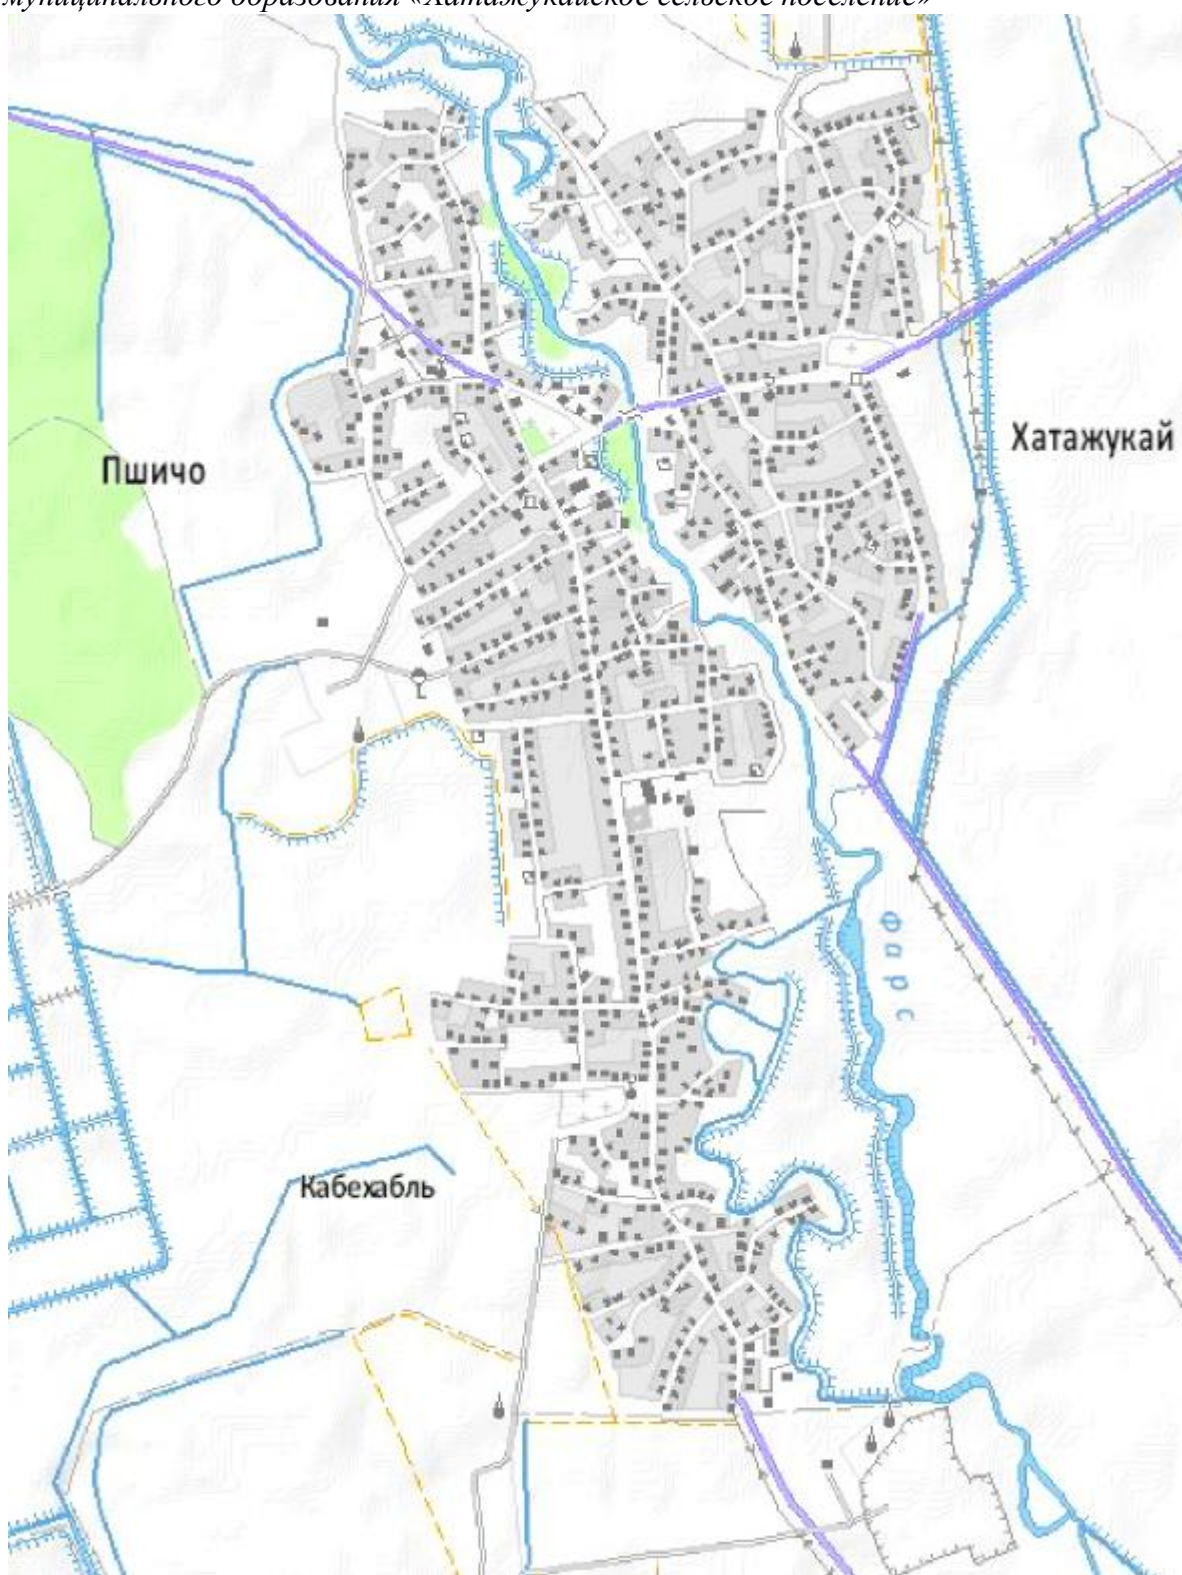 муниципального образования «Хатажукайское сельское поселение»
Хатажукай
Пшичо
Фарс
Кабехабль